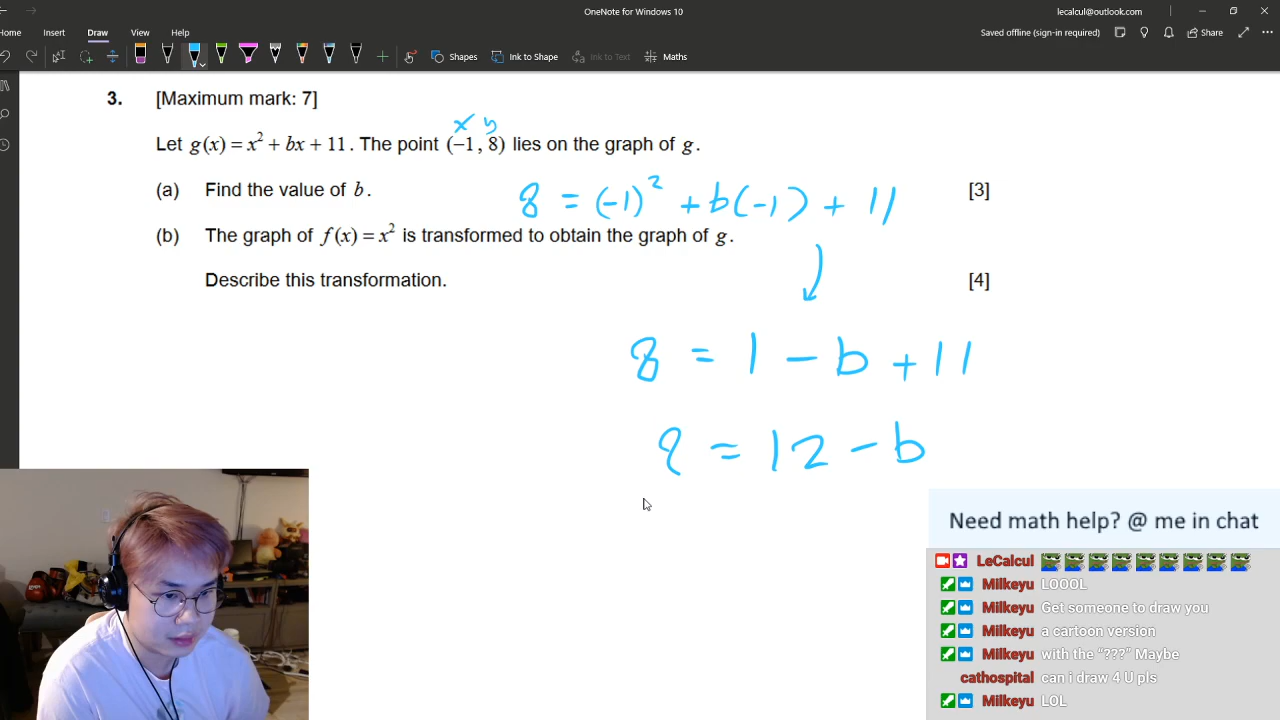 OneNote for Windows 10
lecalcul@outlook.com
Home Insert Draw View Help
Saved offline (sign-in required) Share
Shapes Ink to Shape Ink to Text Maths
3. [Maximum mark: 7]
x y
Let g(x) = x² + bx + 11. The point (−1, 8) lies on the graph of g.
(a) Find the value of b. [3]
8 = (-1)² + b(-1) + 11
(b) The graph of f(x) = x² is transformed to obtain the graph of g.
Describe this transformation. [4]
8 = 1 - b + 11
8 = 12 - b
Need math help? @ me in chat
LeCalcul
Milkeyu LOOOL
Milkeyu Get someone to draw you
Milkeyu a cartoon version
Milkeyu with the “???” Maybe
cathospital can i draw 4 U pls
Milkeyu LOL